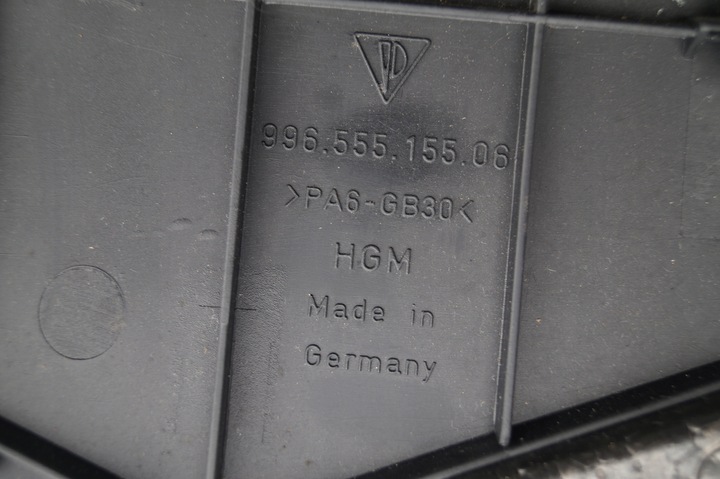 996.555.155.06
>PA6-GB30<
HGM
Made in
Germany